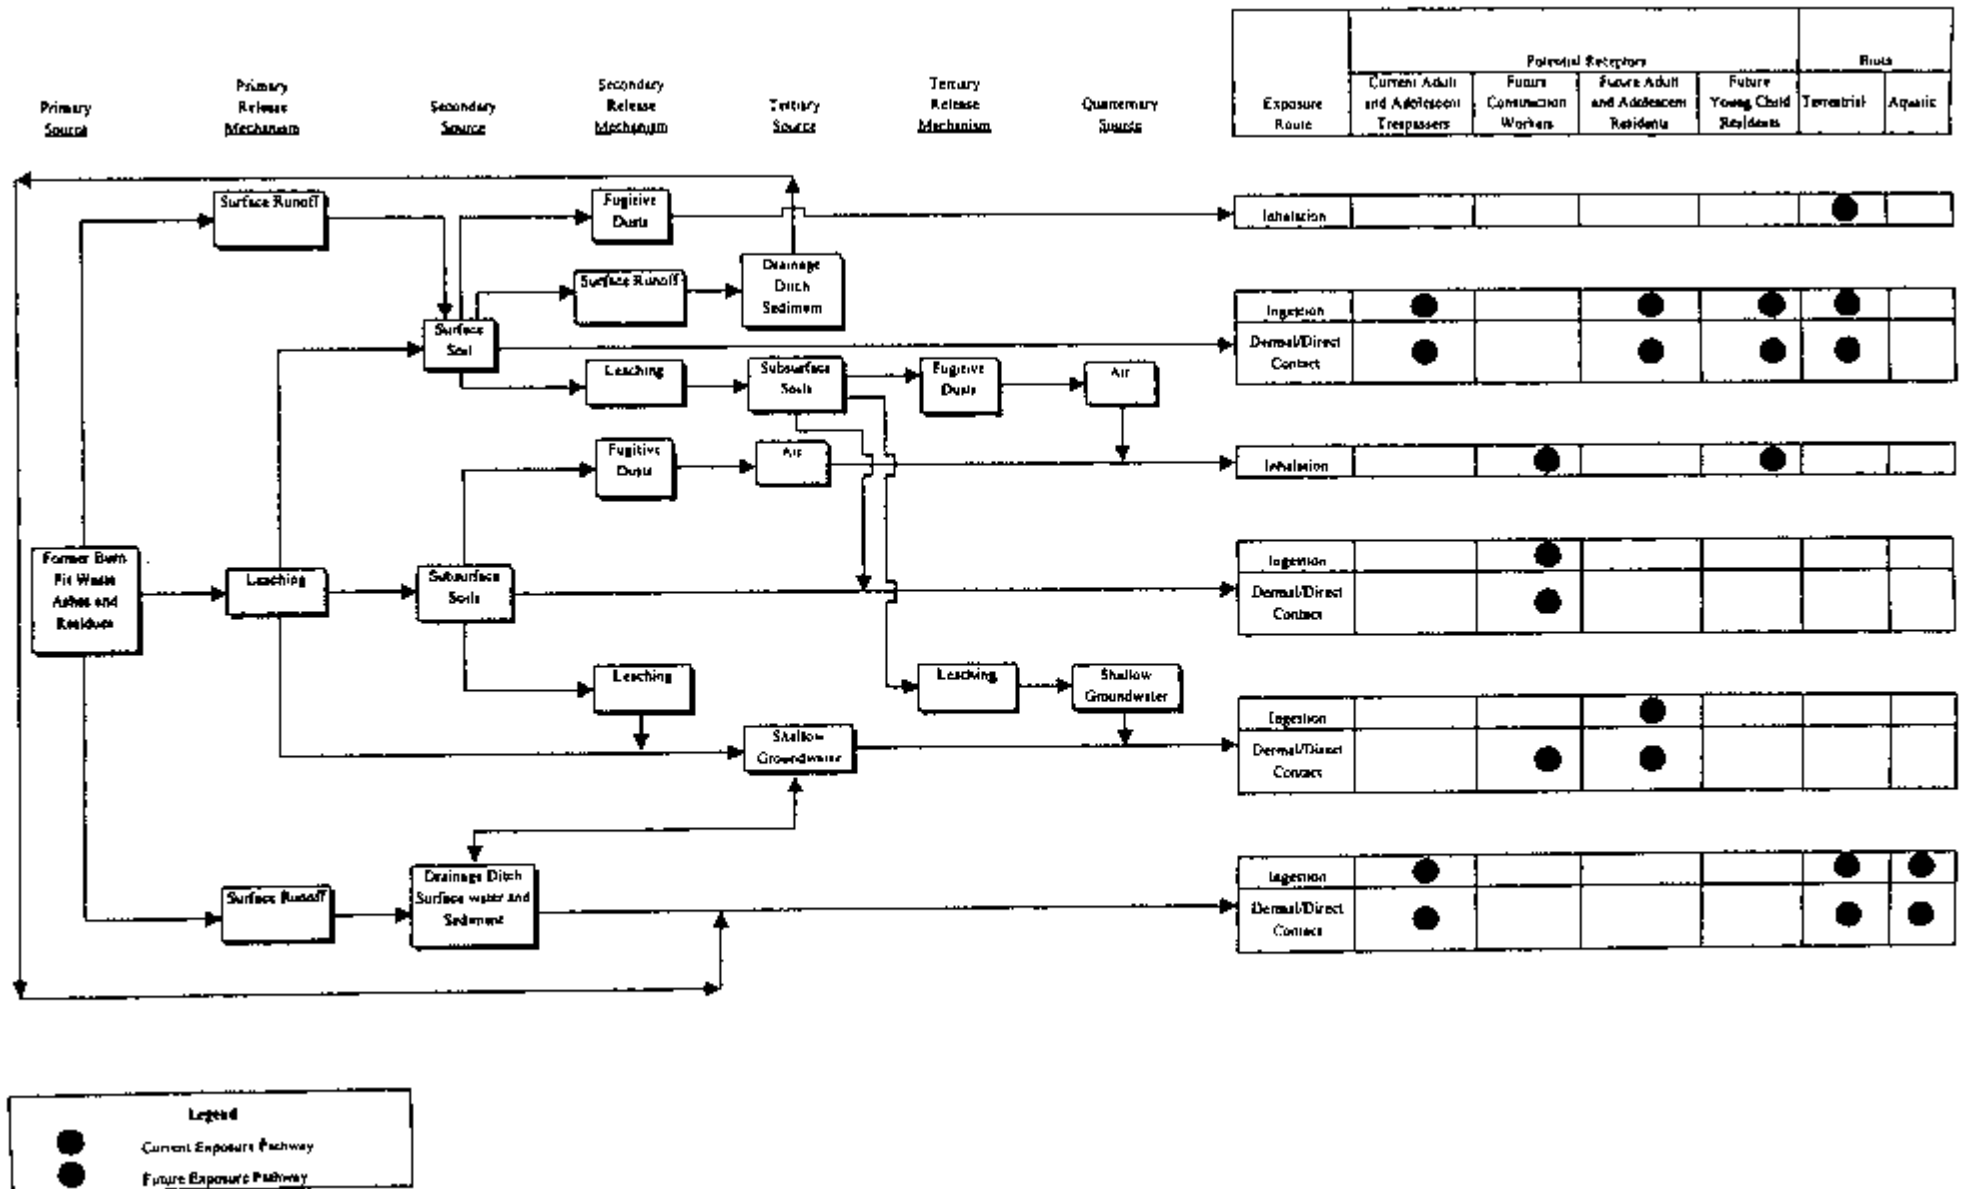 Primary
Source
Primary
Release
Mechanism
Secondary
Source
Secondary
Release
Mechanism
Tertiary
Source
Tertiary
Release
Mechanism
Quaternary
Source
Exposure
Route
Potential Receptors
Current Adult
and Adolescent
Trespassers
Future
Construction
Workers
Future Adult
and Adolescent
Residents
Future
Young Child
Residents
Biota
Terrestrial
Aquatic
Surface Runoff
Fugitive
Dusts
Inhalation
Surface Runoff
Drainage
Ditch
Sediment
Surface
Soil
Ingestion
Dermal/Direct
Contact
Leaching
Subsurface
Soils
Fugitive
Dusts
Air
Fugitive
Dusts
Air
Inhalation
Former Burn
Pit Waste
Ashes and
Residues
Leaching
Subsurface
Soils
Ingestion
Dermal/Direct
Contact
Leaching
Leaching
Shallow
Groundwater
Shallow
Groundwater
Ingestion
Dermal/Direct
Contact
Surface Runoff
Drainage Ditch
Surface water and
Sediment
Ingestion
Dermal/Direct
Contact
Legend
Current Exposure Pathway
Future Exposure Pathway